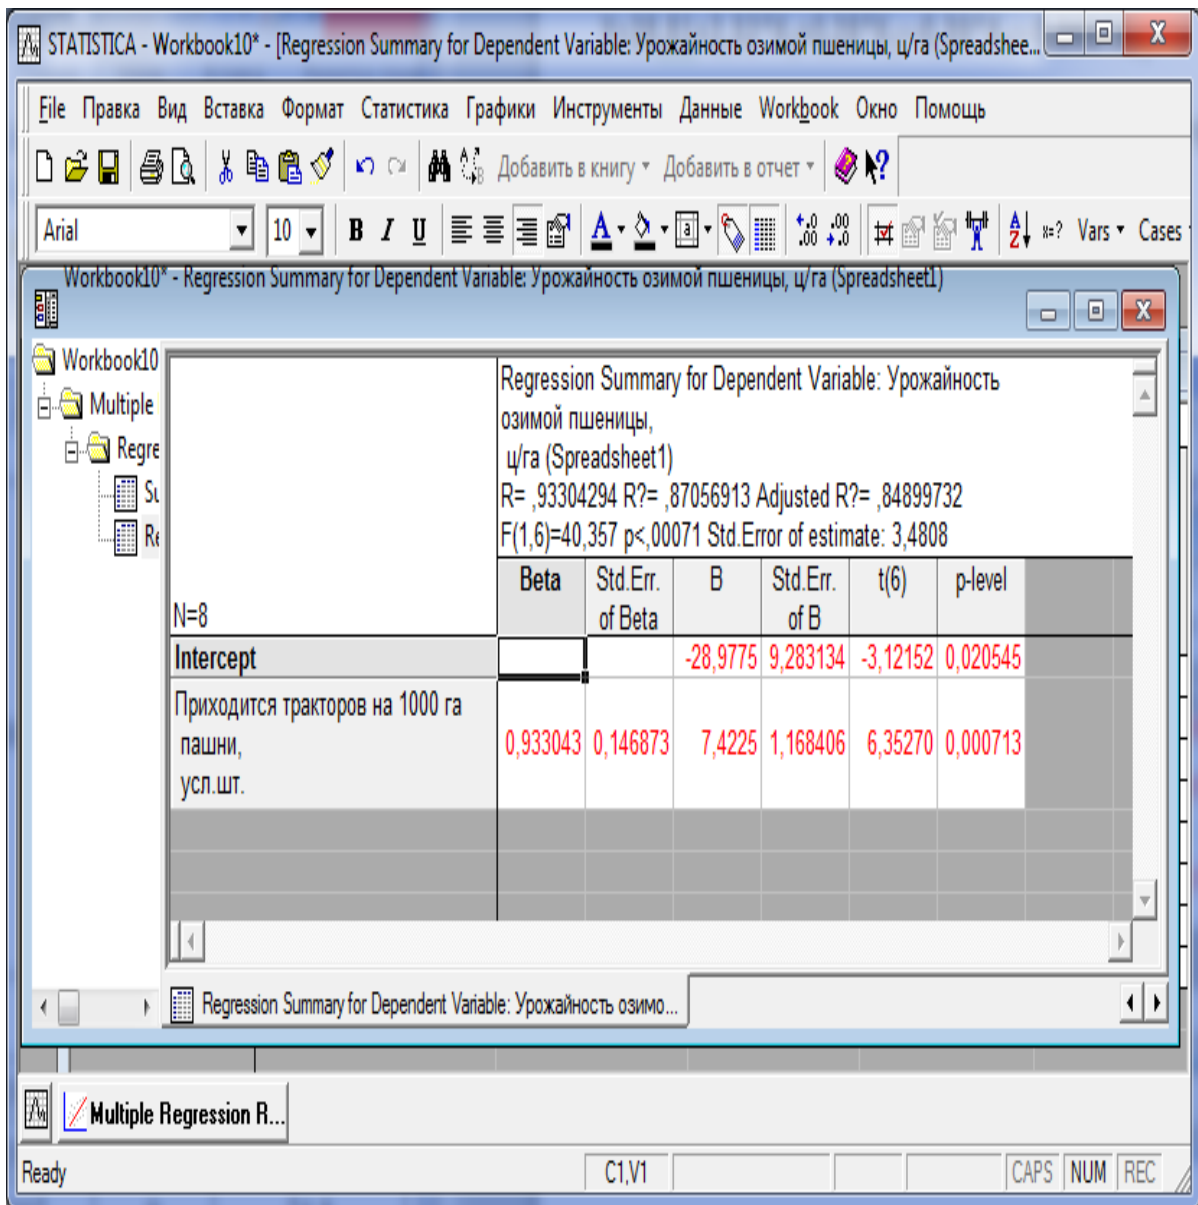 STATISTICA - Workbook10* - [Regression Summary for Dependent Variable: Урожайность озимой пшеницы, ц/га (Spreadshee...
File Правка Вид Вставка Формат Статистика Графики Инструменты Данные Workbook Окно Помощь
Добавить в книгу Добавить в отчет
Arial 10 B I U Vars Cases
Workbook10* - Regression Summary for Dependent Variable: Урожайность озимой пшеницы, ц/га (Spreadsheet1)
Workbook10
Multiple
Regre
Su
Re
Regression Summary for Dependent Variable: Урожайность
озимой пшеницы,
ц/га (Spreadsheet1)
R= ,93304294 R?= ,87056913 Adjusted R?= ,84899732
F(1,6)=40,357 p<,00071 Std.Error of estimate: 3,4808
N=8 Beta Std.Err. of Beta B Std.Err. of B t(6) p-level
Intercept -28,9775 9,283134 -3,12152 0,020545
Приходится тракторов на 1000 га
пашни, 0,933043 0,146873 7,4225 1,168406 6,35270 0,000713
усл.шт.
Regression Summary for Dependent Variable: Урожайность озимо...
Multiple Regression R...
Ready C1,V1 CAPS NUM REC